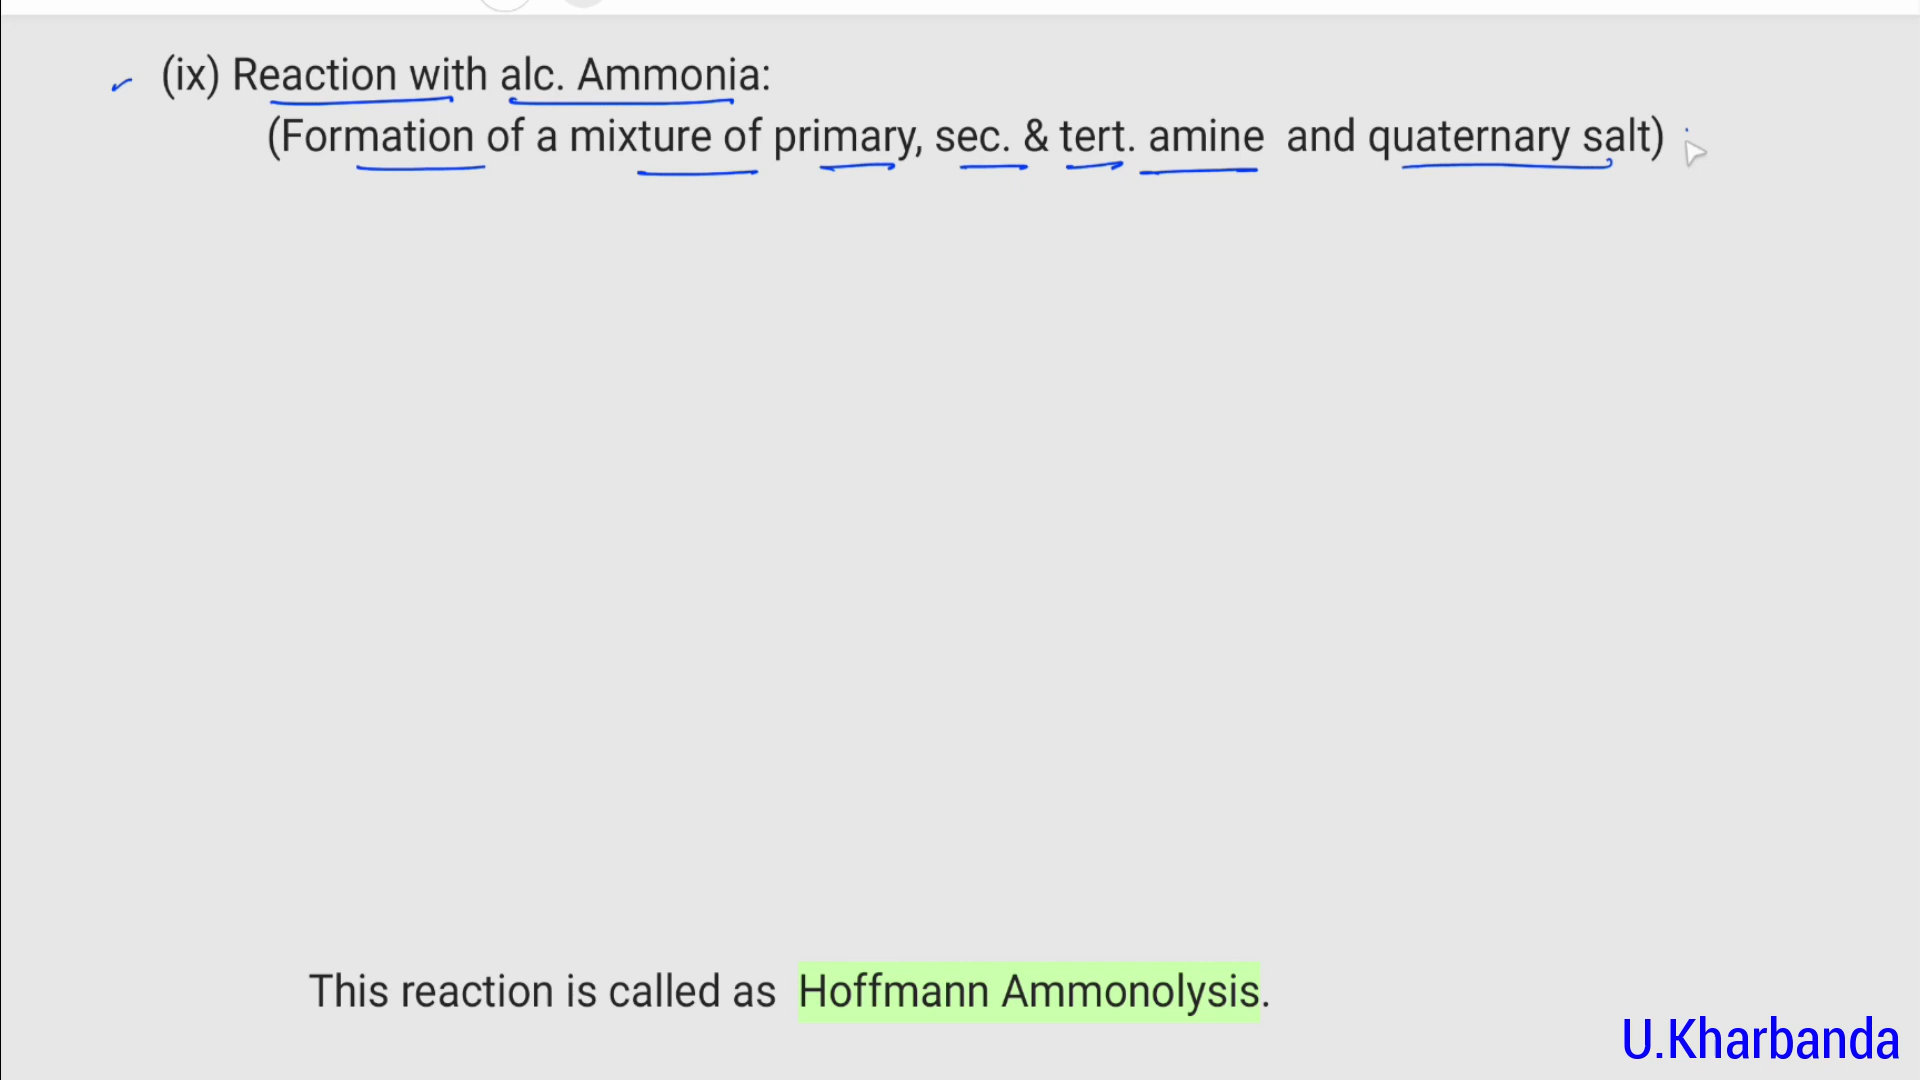 (ix) Reaction with alc. Ammonia:
(Formation of a mixture of primary, sec. & tert. amine and quaternary salt)
This reaction is called as Hoffmann Ammonolysis.
U.Kharbanda